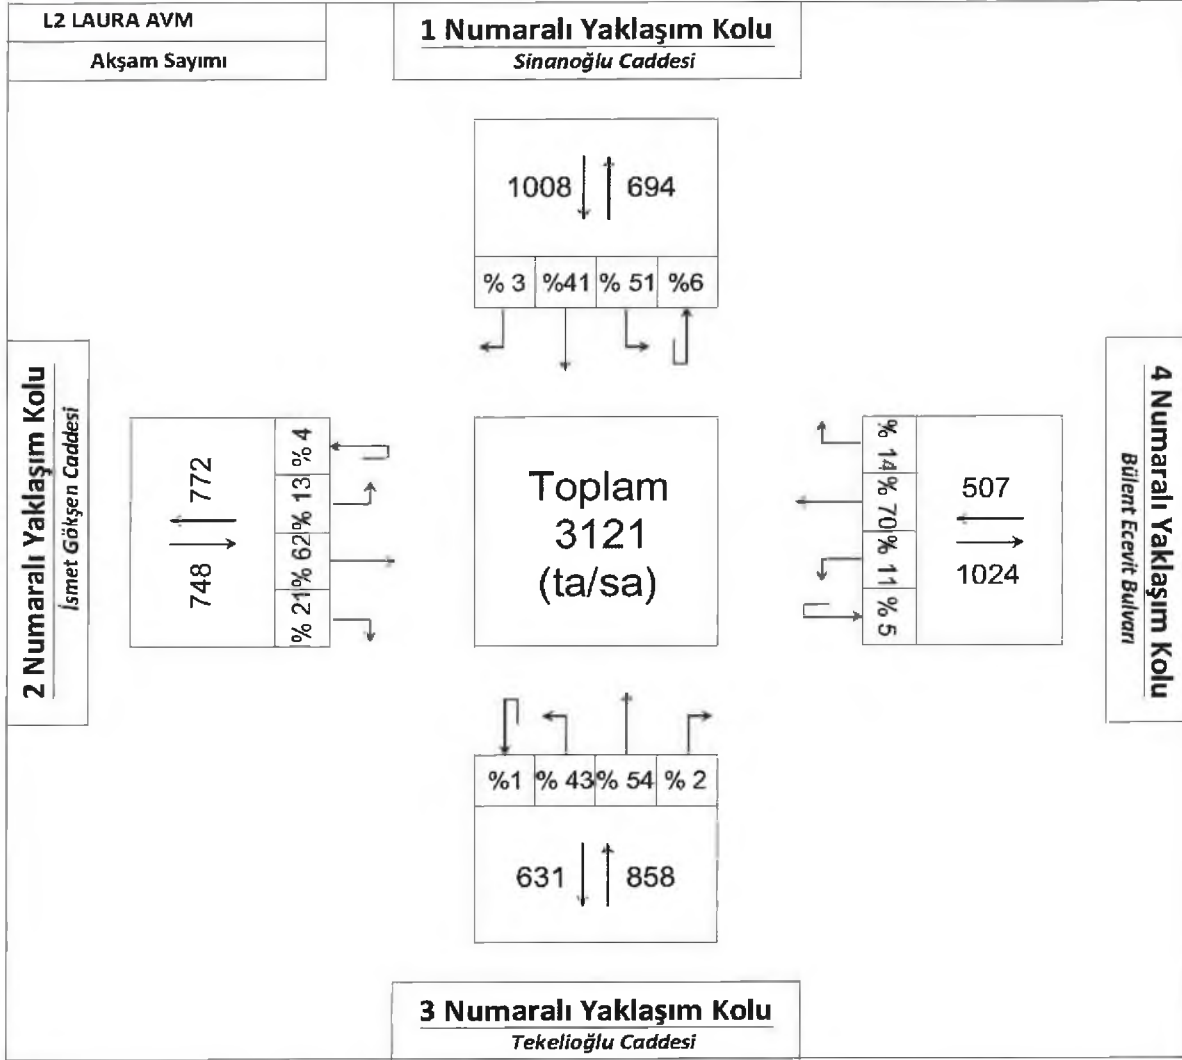 L2 LAURA AVM
Akşam Sayımı
1 Numaralı Yaklaşım Kolu
Sinanoğlu Caddesi
1008 694
% 3 %41 % 51 %6
2 Numaralı Yaklaşım Kolu
İsmet Gökşen Caddesi
772
748
% 4
% 13
% 62
% 21
Toplam
3121
(ta/sa)
% 14
% 70
% 11
% 5
507
1024
4 Numaralı Yaklaşım Kolu
Bülent Ecevit Bulvarı
%1 % 43 % 54 % 2
631 858
3 Numaralı Yaklaşım Kolu
Tekelioğlu Caddesi